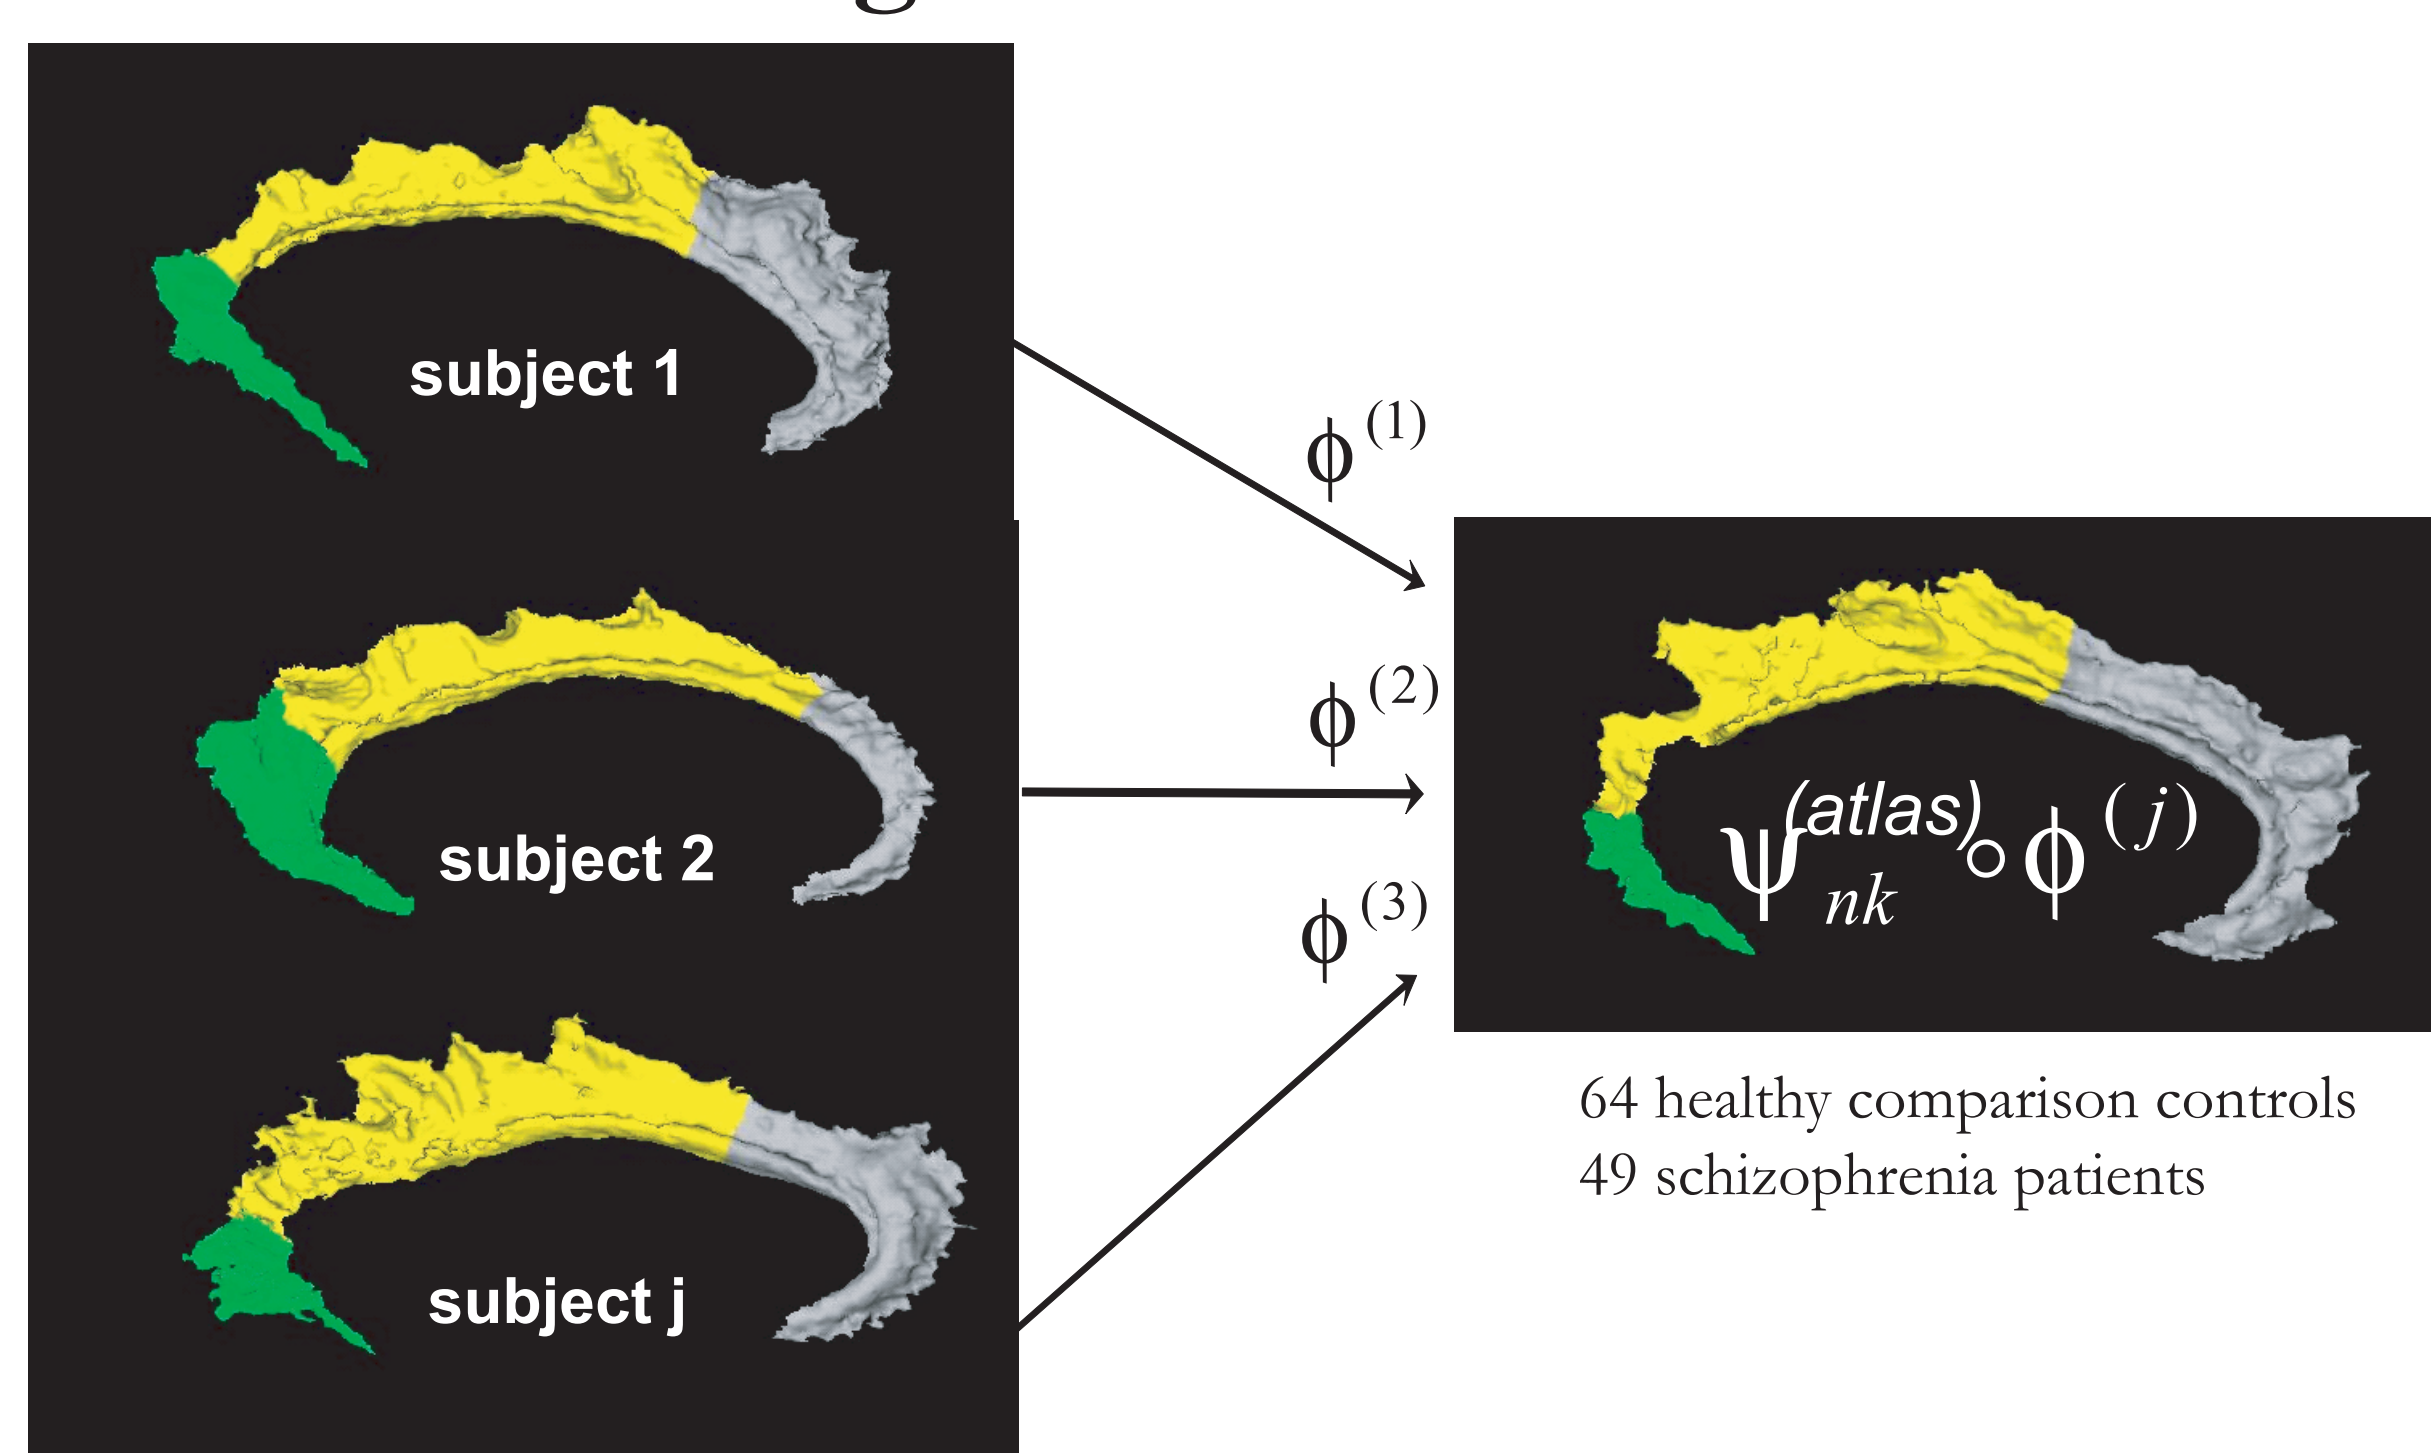 subject 1
ϕ(1)
subject 2
ϕ(2)
ϕ(3)
subject j
ψnk(atlas)∘ϕ(j)
64 healthy comparison controls
49 schizophrenia patients